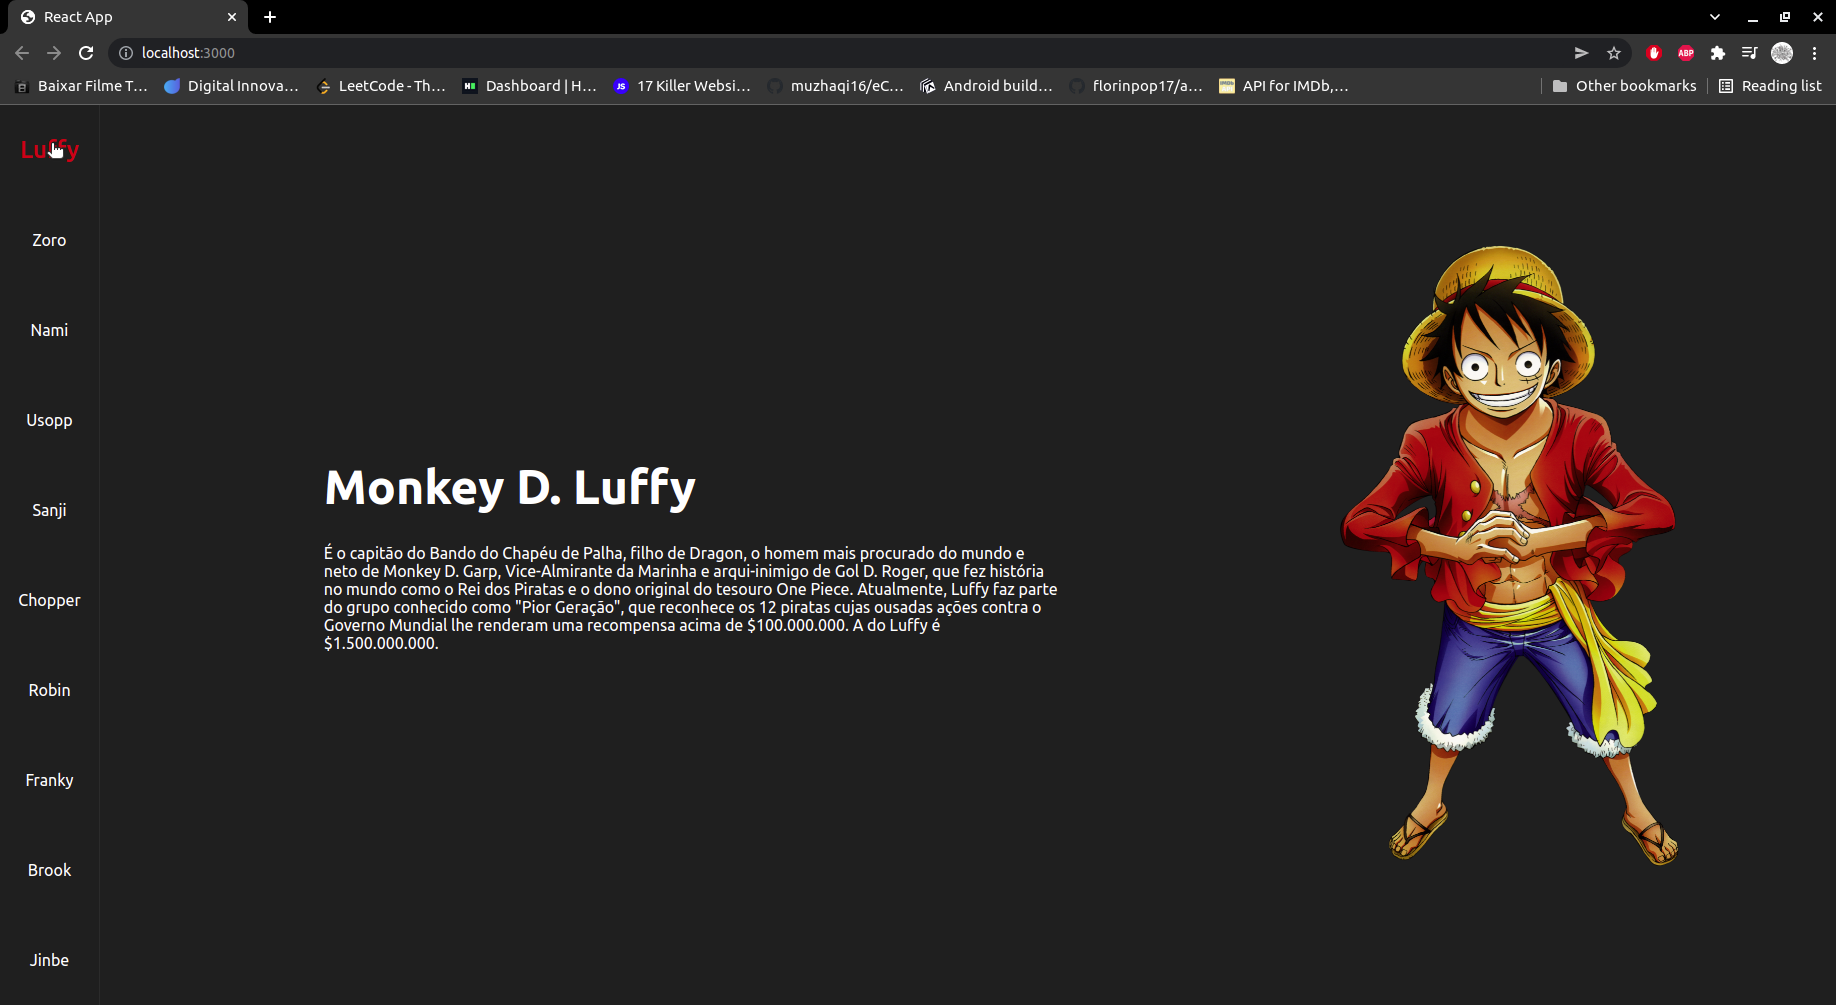 React App
localhost:3000
ABP
Baixar Filme T...
Digital Innova...
LeetCode - Th...
Dashboard | H...
JS
17 Killer Websi...
muzhaqi16/eC...
Android build...
florinpop17/a...
API for IMDb,...
Other bookmarks
Reading list
Luffy
Zoro
Nami
Usopp
Sanji
Chopper
Robin
Franky
Brook
Jinbe
Monkey D. Luffy
É o capitão do Bando do Chapéu de Palha, filho de Dragon, o homem mais procurado do mundo e
neto de Monkey D. Garp, Vice-Almirante da Marinha e arqui-inimigo de Gol D. Roger, que fez história
no mundo como o Rei dos Piratas e o dono original do tesouro One Piece. Atualmente, Luffy faz parte
do grupo conhecido como "Pior Geração", que reconhece os 12 piratas cujas ousadas ações contra o
Governo Mundial lhe renderam uma recompensa acima de $100.000.000. A do Luffy é
$1.500.000.000.